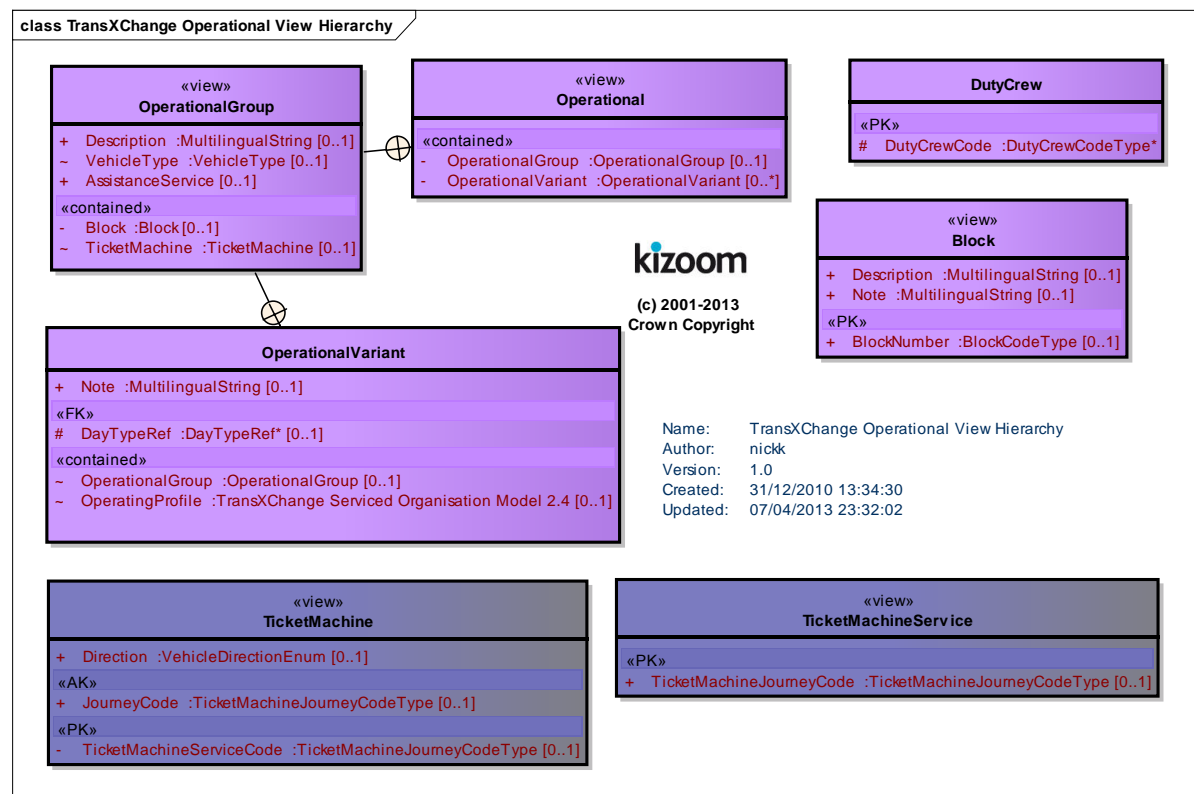 class TransXChange Operational View Hierarchy
«view»
OperationalGroup
+ Description :MultilingualString [0..1]
~ VehicleType :VehicleType [0..1]
+ AssistanceService [0..1]
«contained»
- Block :Block [0..1]
~ TicketMachine :TicketMachine [0..1]
«view»
Operational
«contained»
- OperationalGroup :OperationalGroup [0..1]
- OperationalVariant :OperationalVariant [0..*]
DutyCrew
«PK»
# DutyCrewCode :DutyCrewCodeType*
«view»
Block
+ Description :MultilingualString [0..1]
+ Note :MultilingualString [0..1]
«PK»
+ BlockNumber :BlockCodeType [0..1]
kizoom
(c) 2001-2013
Crown Copyright
OperationalVariant
+ Note :MultilingualString [0..1]
«FK»
# DayTypeRef :DayTypeRef* [0..1]
«contained»
~ OperationalGroup :OperationalGroup [0..1]
~ OperatingProfile :TransXChange Serviced Organisation Model 2.4 [0..1]
Name: TransXChange Operational View Hierarchy
Author: nickk
Version: 1.0
Created: 31/12/2010 13:34:30
Updated: 07/04/2013 23:32:02
«view»
TicketMachine
+ Direction :VehicleDirectionEnum [0..1]
«AK»
+ JourneyCode :TicketMachineJourneyCodeType [0..1]
«PK»
- TicketMachineServiceCode :TicketMachineJourneyCodeType [0..1]
«view»
TicketMachineService
«PK»
+ TicketMachineJourneyCode :TicketMachineJourneyCodeType [0..1]